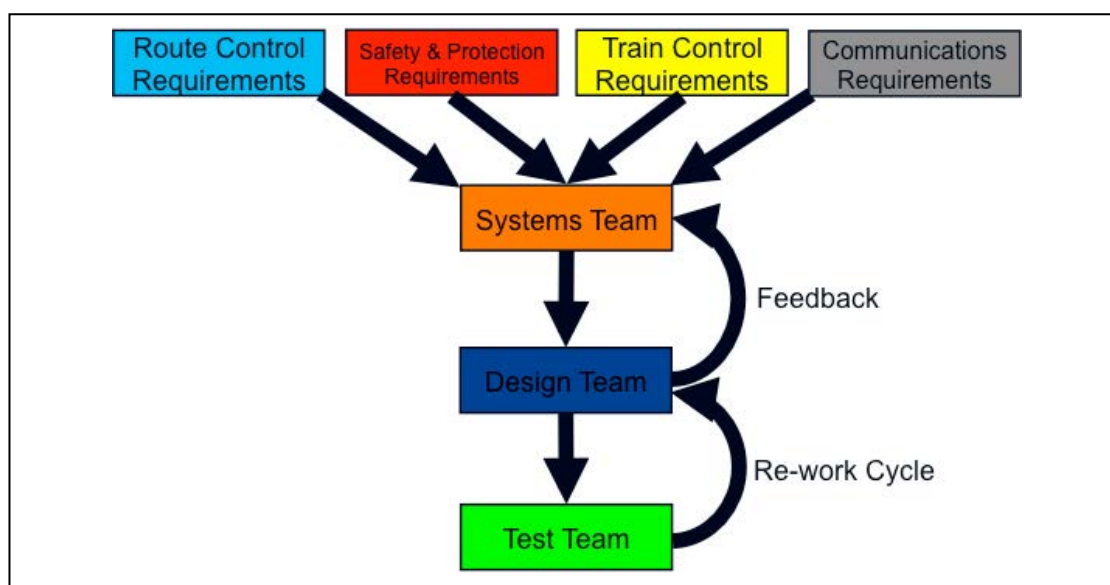 Route Control
Requirements
Safety & Protection
Requirements
Train Control
Requirements
Communications
Requirements
Systems Team
Feedback
Design Team
Re-work Cycle
Test Team